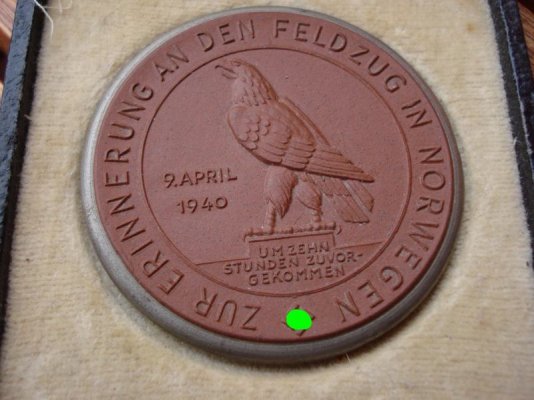 ZUR ERINNERUNG AN DEN FELDZUG IN NORWEGEN
9. APRIL
1940
UM ZEHN
STUNDEN ZUVOR-
GEKOMMEN